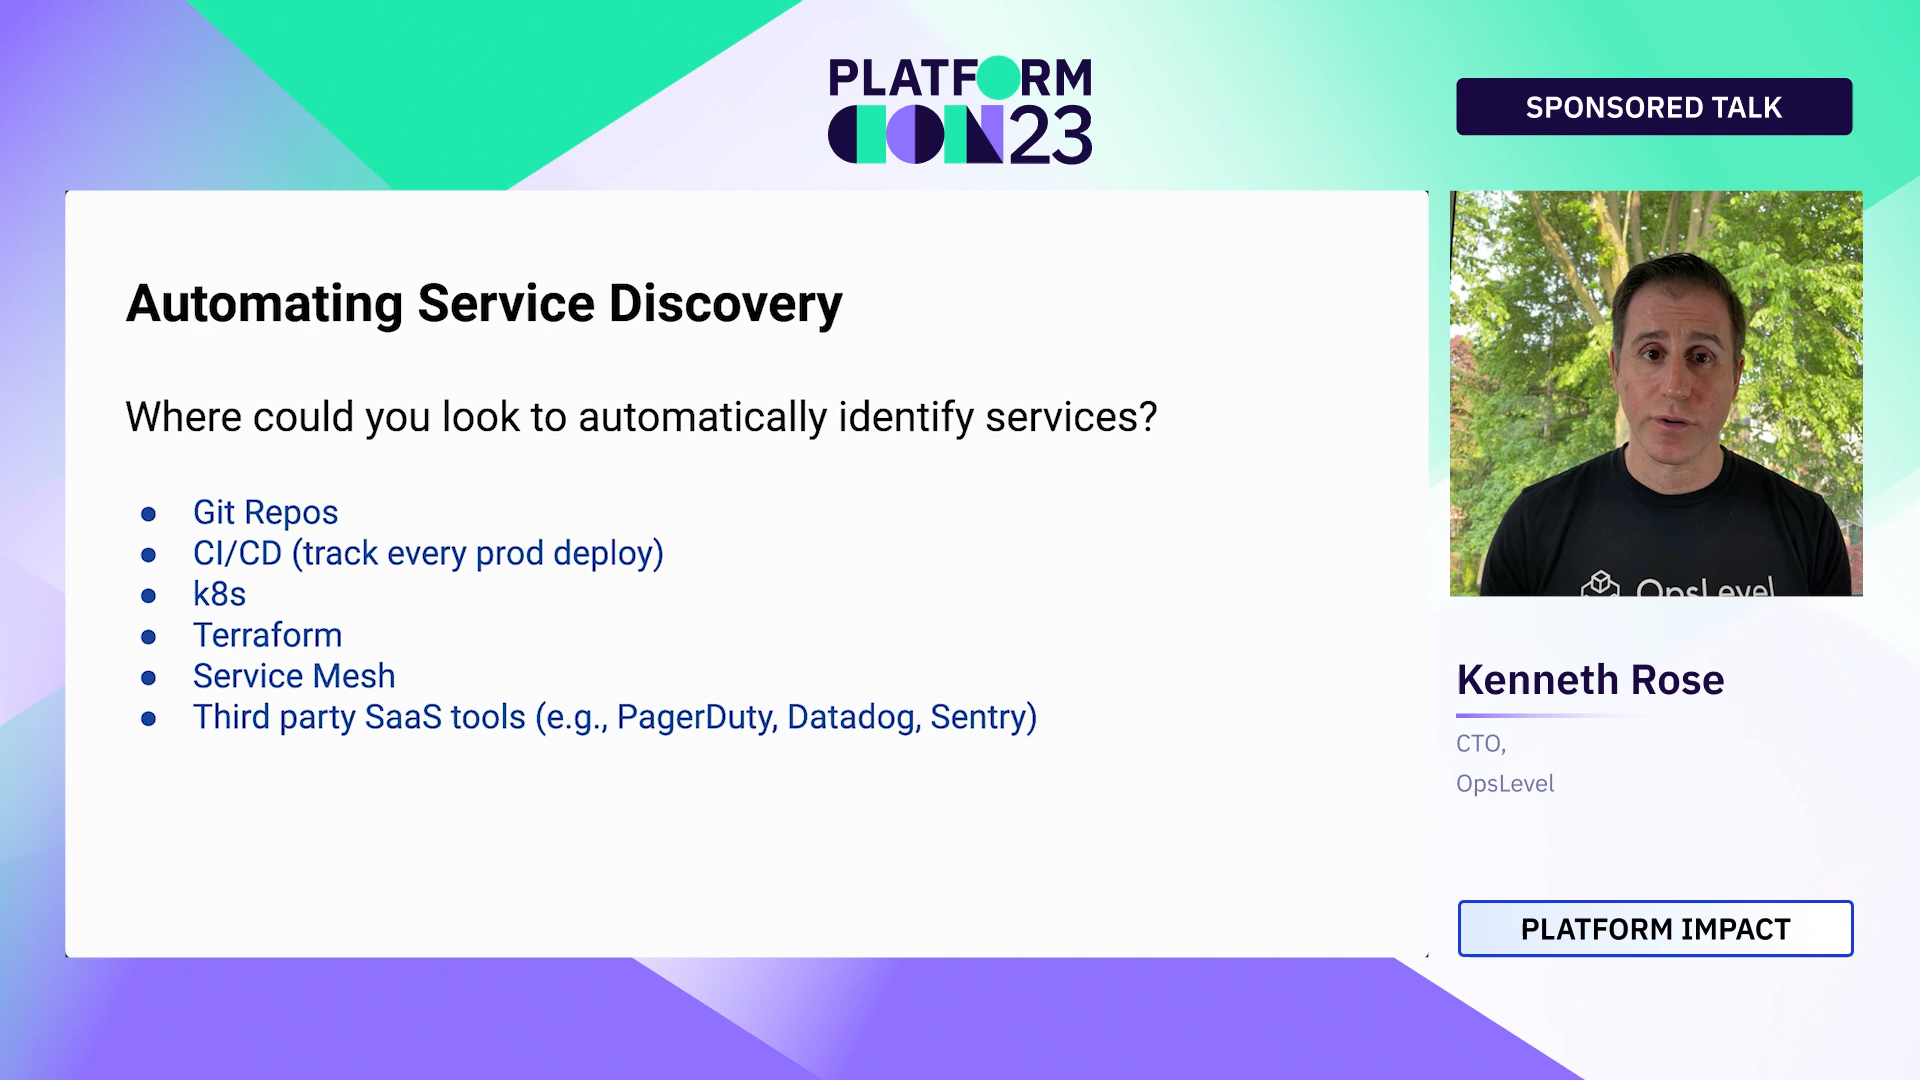 PLATFORM
CON23
SPONSORED TALK
Automating Service Discovery
Where could you look to automatically identify services?
● Git Repos
● CI/CD (track every prod deploy)
● k8s
● Terraform
● Service Mesh
● Third party SaaS tools (e.g., PagerDuty, Datadog, Sentry)
OpsLevel
Kenneth Rose
CTO,
OpsLevel
PLATFORM IMPACT